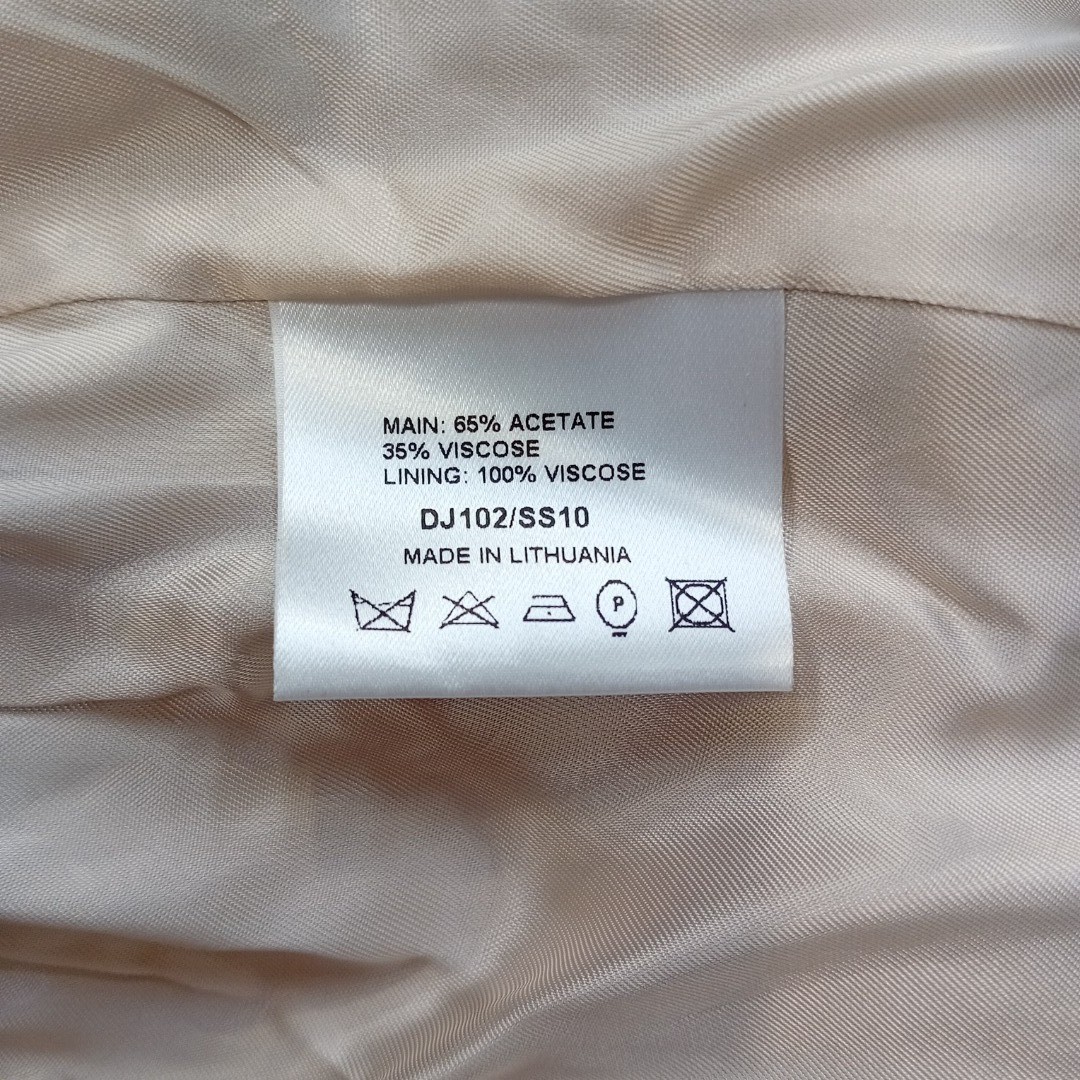 MAIN: 65% ACETATE
35% VISCOSE
LINING: 100% VISCOSE
DJ102/SS10
MADE IN LITHUANIA
P